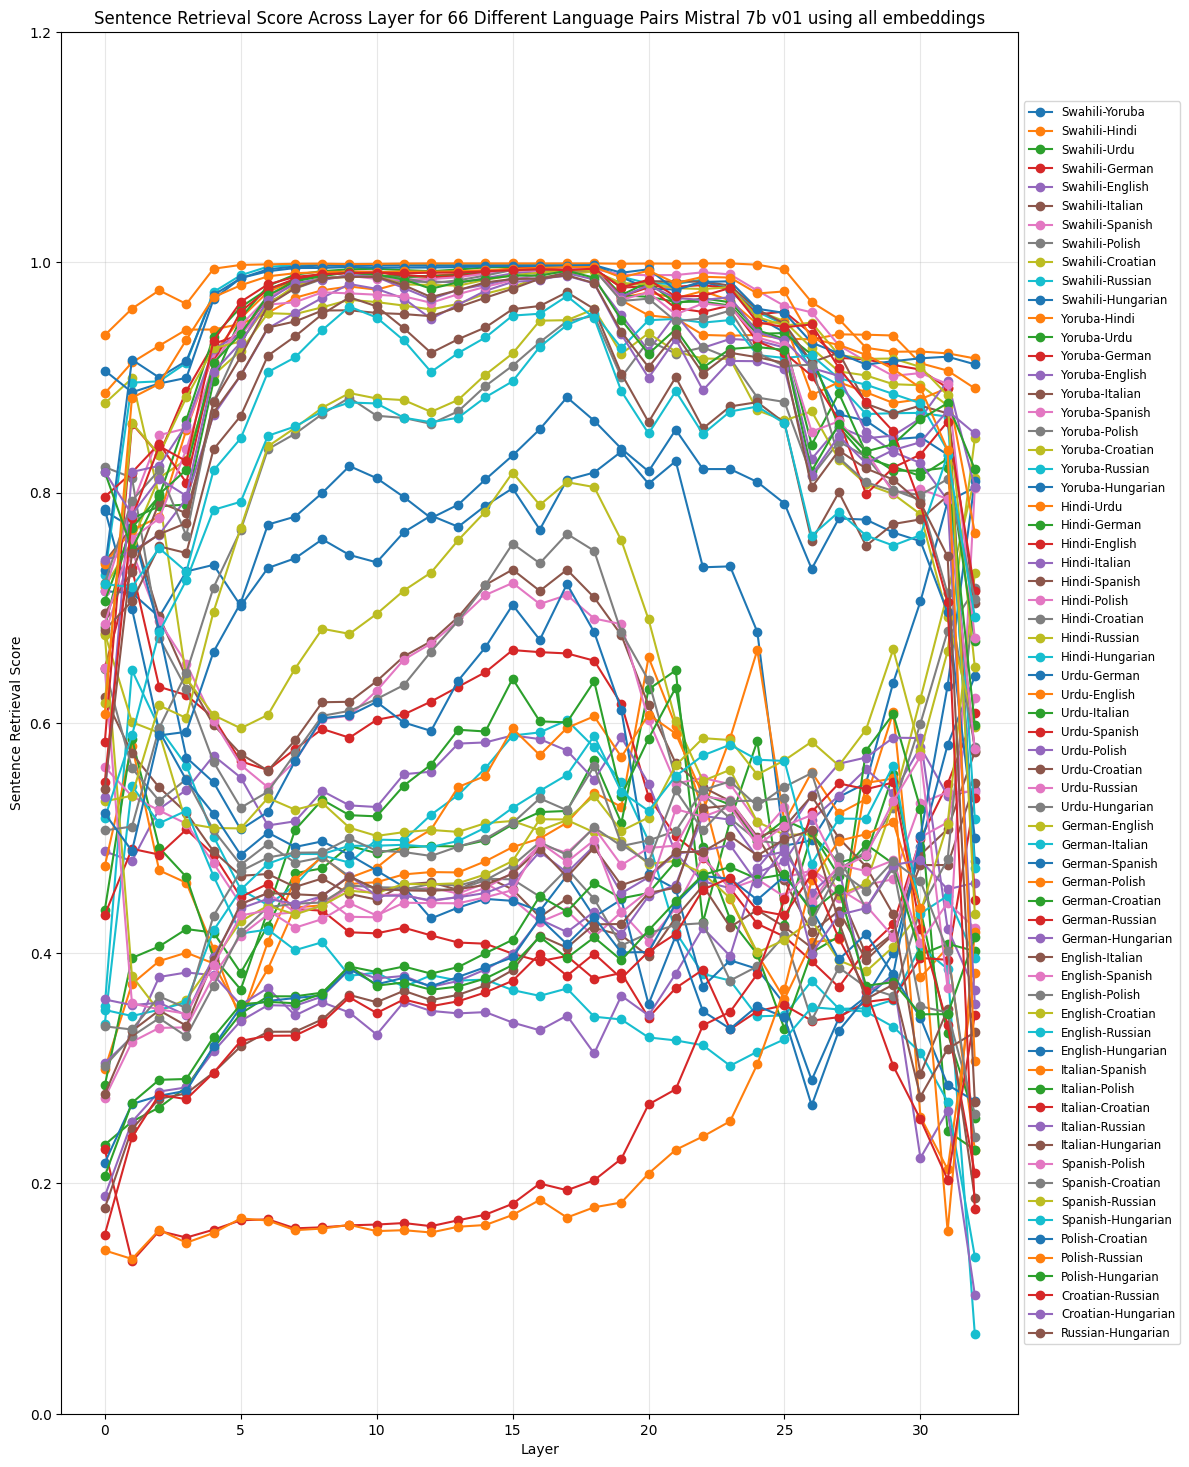 Sentence Retrieval Score Across Layer for 66 Different Language Pairs Mistral 7b v01 using all embeddings
Sentence Retrieval Score
1.2
1.0
0.8
0.6
0.4
0.2
0.0
0
5
10
15
20
25
30
Layer
Swahili-Yoruba
Swahili-Hindi
Swahili-Urdu
Swahili-German
Swahili-English
Swahili-Italian
Swahili-Spanish
Swahili-Polish
Swahili-Croatian
Swahili-Russian
Swahili-Hungarian
Yoruba-Hindi
Yoruba-Urdu
Yoruba-German
Yoruba-English
Yoruba-Italian
Yoruba-Spanish
Yoruba-Polish
Yoruba-Croatian
Yoruba-Russian
Yoruba-Hungarian
Hindi-Urdu
Hindi-German
Hindi-English
Hindi-Italian
Hindi-Spanish
Hindi-Polish
Hindi-Croatian
Hindi-Russian
Hindi-Hungarian
Urdu-German
Urdu-English
Urdu-Italian
Urdu-Spanish
Urdu-Polish
Urdu-Croatian
Urdu-Russian
Urdu-Hungarian
German-English
German-Italian
German-Spanish
German-Polish
German-Croatian
German-Russian
German-Hungarian
English-Italian
English-Spanish
English-Polish
English-Croatian
English-Russian
English-Hungarian
Italian-Spanish
Italian-Polish
Italian-Croatian
Italian-Russian
Italian-Hungarian
Spanish-Polish
Spanish-Croatian
Spanish-Russian
Spanish-Hungarian
Polish-Croatian
Polish-Russian
Polish-Hungarian
Croatian-Russian
Croatian-Hungarian
Russian-Hungarian